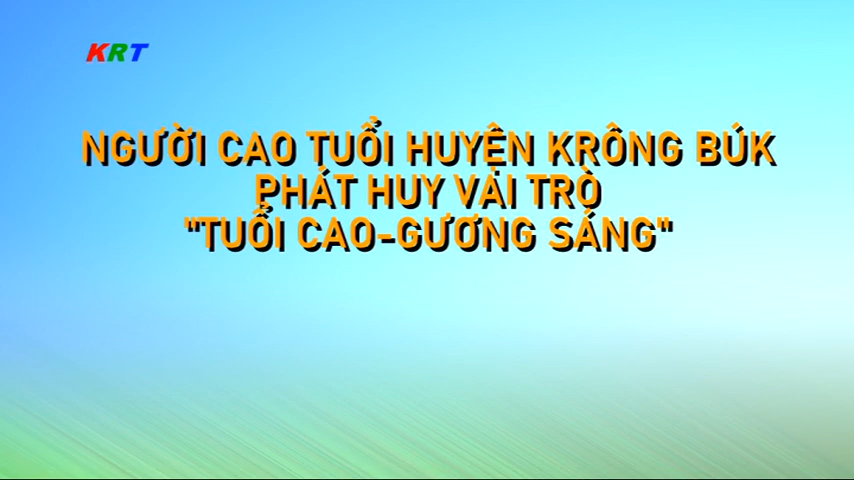 KRT
NGƯỜI CAO TUỔI HUYỆN KRÔNG BÚK
PHÁT HUY VAI TRÒ
"TUỔI CAO-GƯƠNG SÁNG"